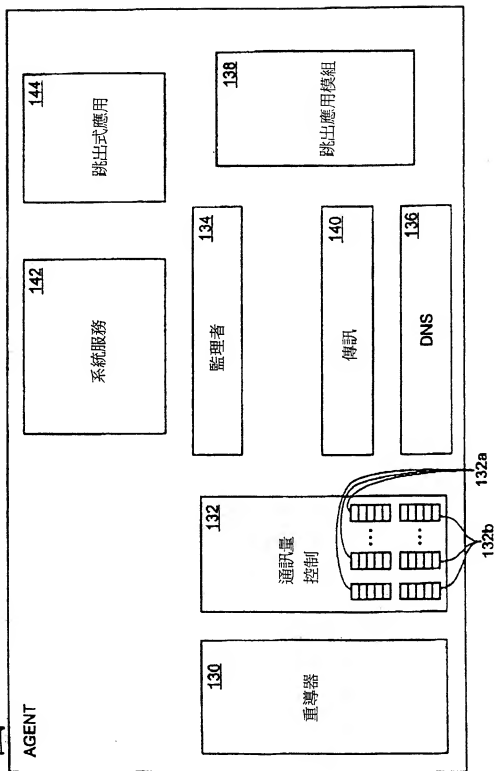 AGENT
130
重導器
132
通訊量
控制
132a
132b
142
系統服務
134
監理者
140
傳訊
136
DNS
144
跳出式應用
138
跳出應用模組